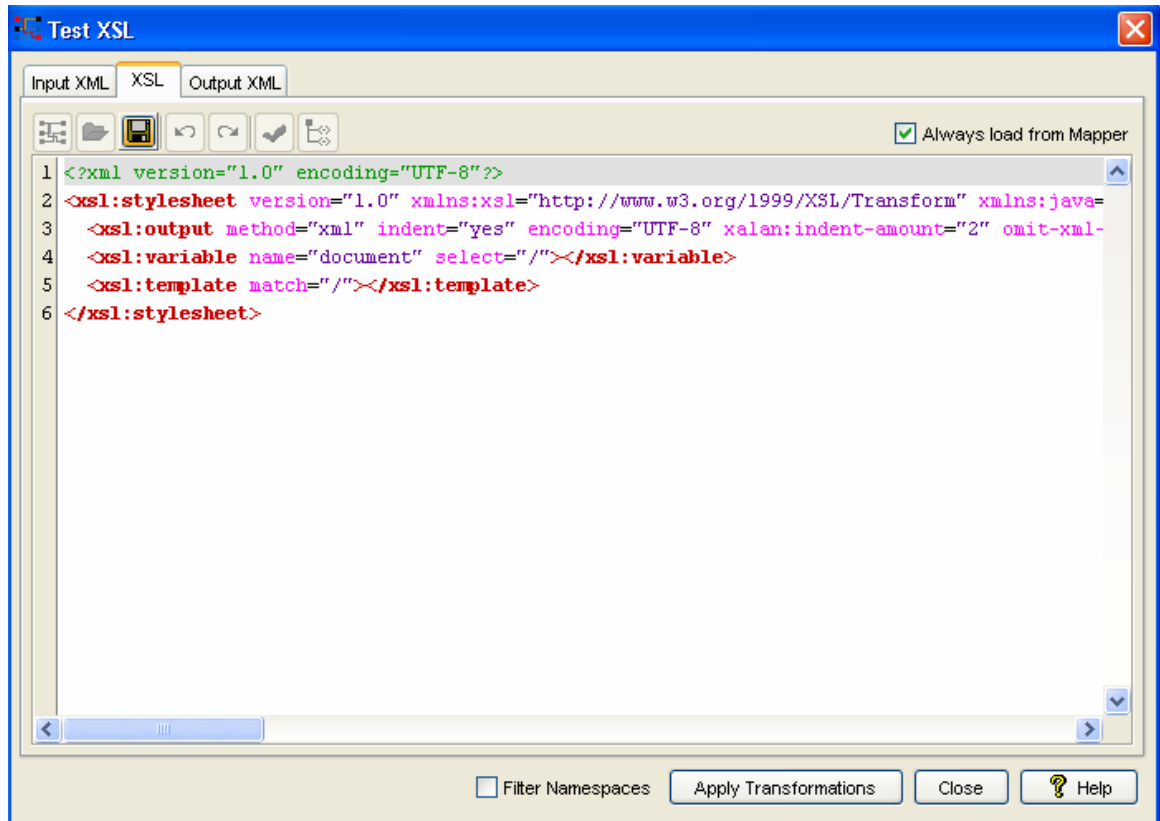 Test XSL
Input XML XSL Output XML
Always load from Mapper
1 <?xml version="1.0" encoding="UTF-8"?>
2 <xsl:stylesheet version="1.0" xmlns:xsl="http://www.w3.org/1999/XSL/Transform" xmlns:java=
3 <xsl:output method="xml" indent="yes" encoding="UTF-8" xalan:indent-amount="2" omit-xml-
4 <xsl:variable name="document" select="/"></xsl:variable>
5 <xsl:template match="/"></xsl:template>
6 </xsl:stylesheet>
Filter Namespaces Apply Transformations Close Help